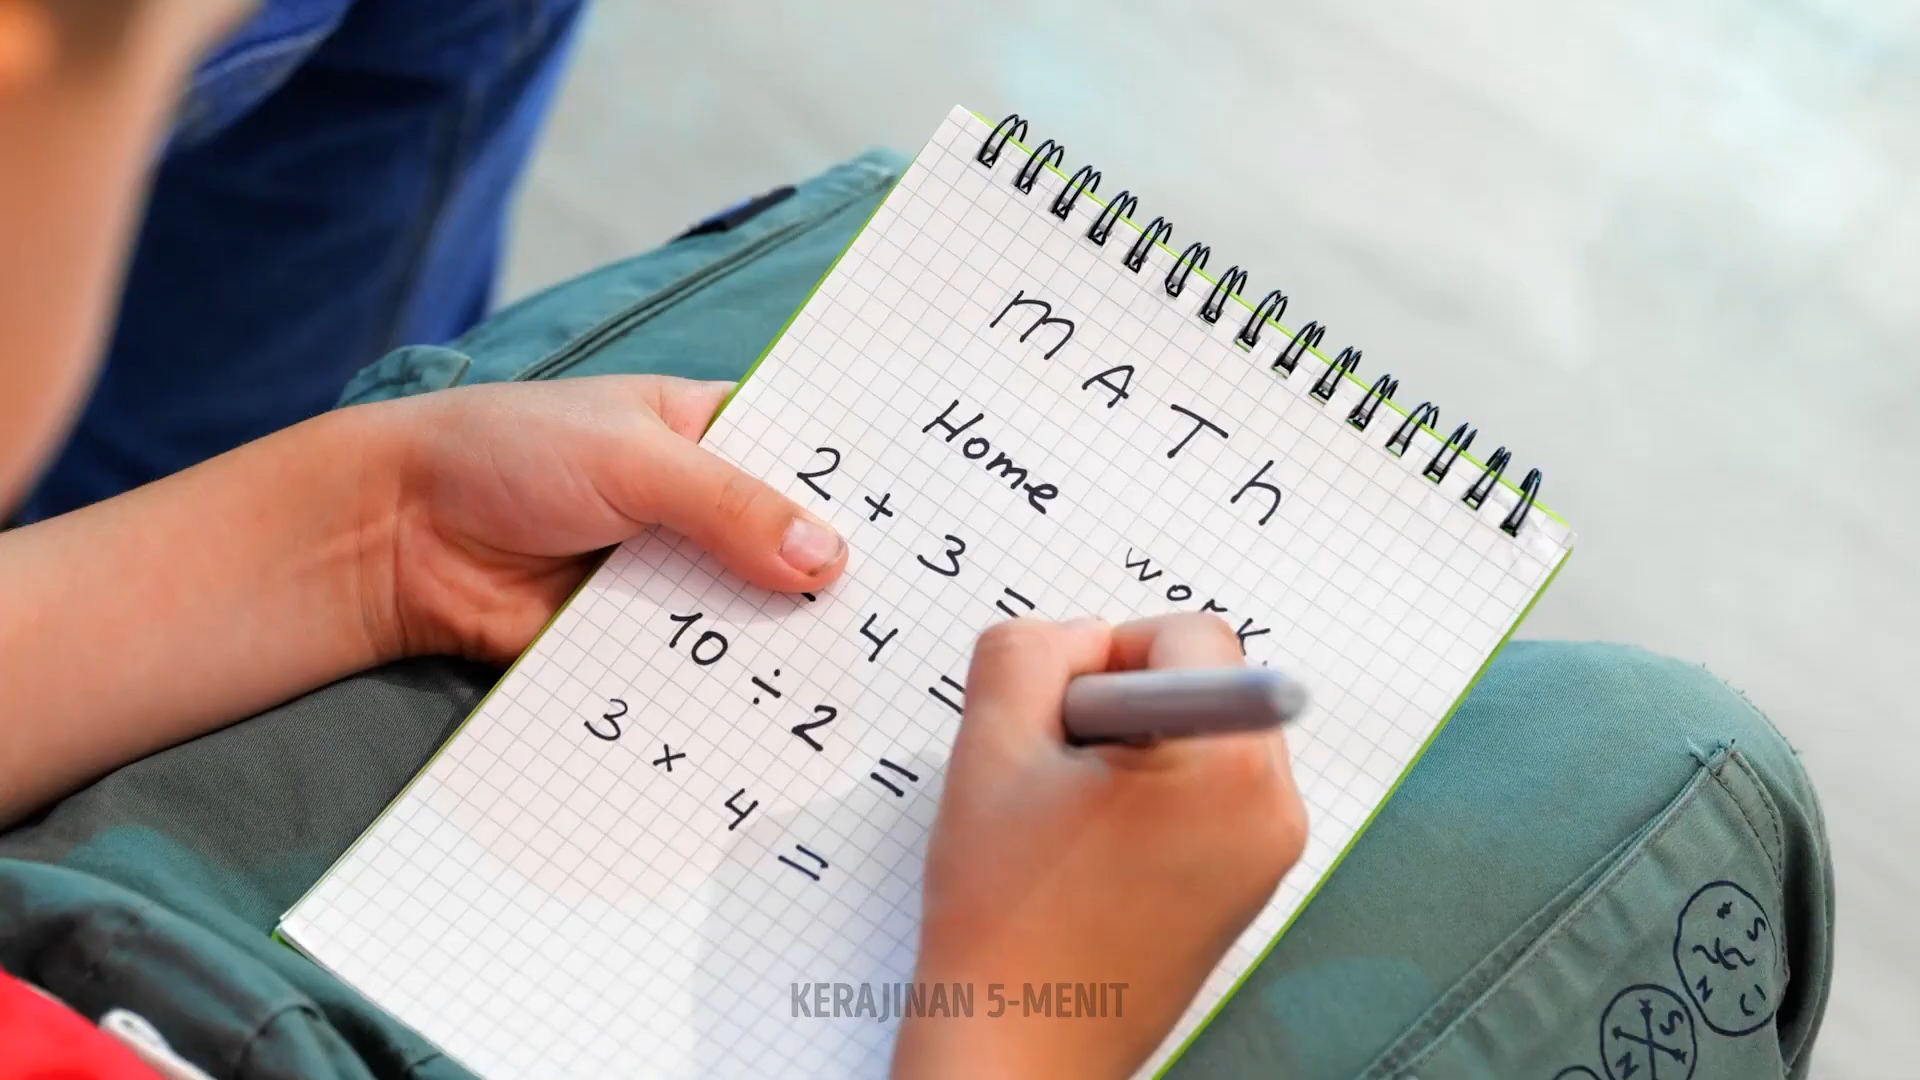 mATh
Home work.
2 + 3 =
- 4 =
10 ÷ 2 =
3 × 4 =
KERAJINAN 5-MENIT